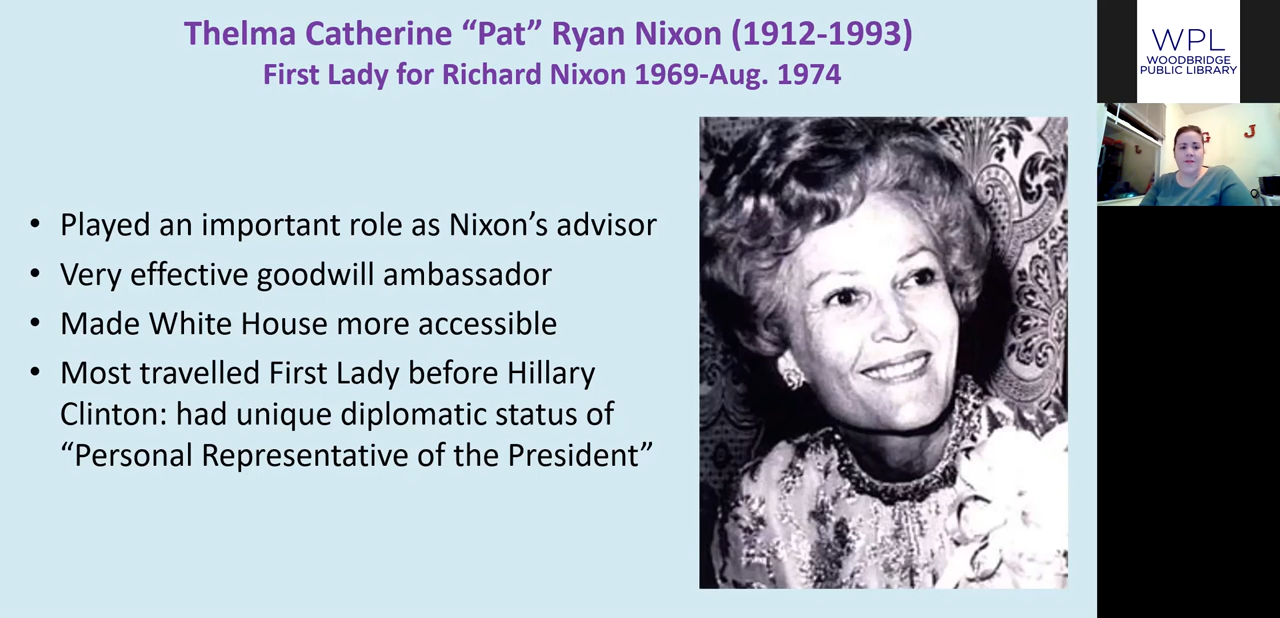 Thelma Catherine “Pat” Ryan Nixon (1912-1993)
First Lady for Richard Nixon 1969-Aug. 1974
• Played an important role as Nixon’s advisor
• Very effective goodwill ambassador
• Made White House more accessible
• Most travelled First Lady before Hillary
Clinton: had unique diplomatic status of
“Personal Representative of the President”
WPL
WOODBRIDGE
PUBLIC LIBRARY
G J